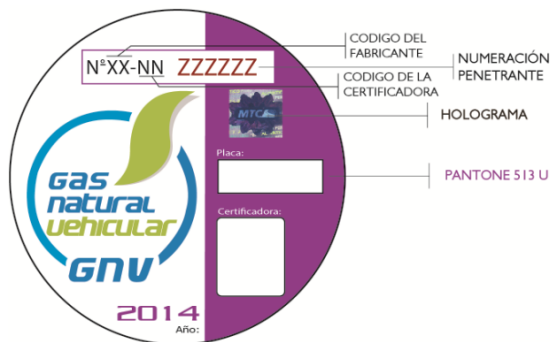 CODIGO DEL
FABRICANTE
NºXX-NN ZZZZZZ
NUMERACIÓN
PENETRANTE
CODIGO DE LA
CERTIFICADORA
MTC
HOLOGRAMA
Placa:
PANTONE 513 U
Gas
natural
vehicular
GNV
Certificadora:
2014
Año: